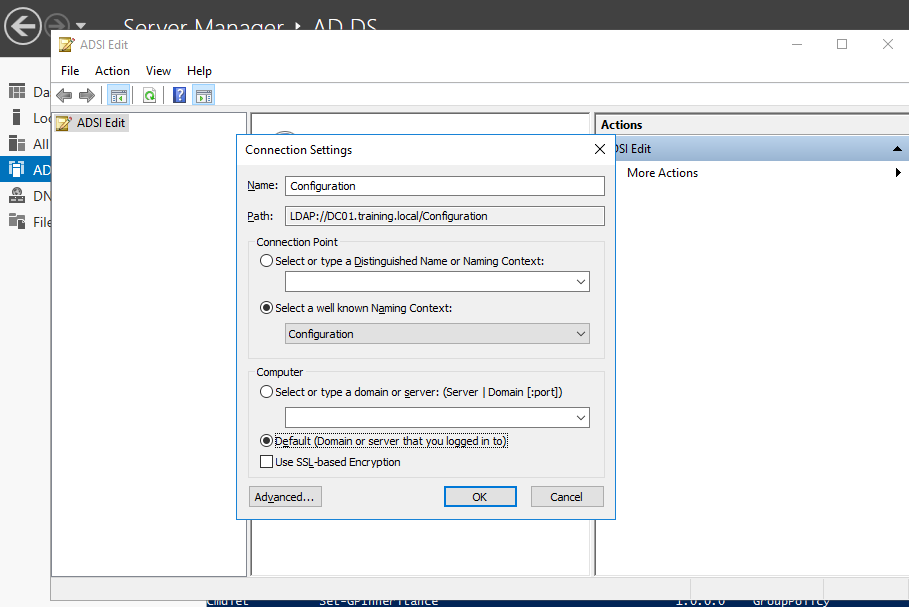 Server Manager ‣ AD DS
ADSI Edit
File Action View Help
ADSI Edit
Da
Loc
All
AD
DN
File
Connection Settings
Name: Configuration
Path: LDAP://DC01.training.local/Configuration
Connection Point
Select or type a Distinguished Name or Naming Context:
Select a well known Naming Context:
Configuration
Computer
Select or type a domain or server: (Server | Domain [:port])
Default (Domain or server that you logged in to)
Use SSL-based Encryption
Advanced...
OK
Cancel
Actions
DSI Edit
More Actions
Cmdlet Set-GPInheritance 1.0.0.0 GroupPolicy